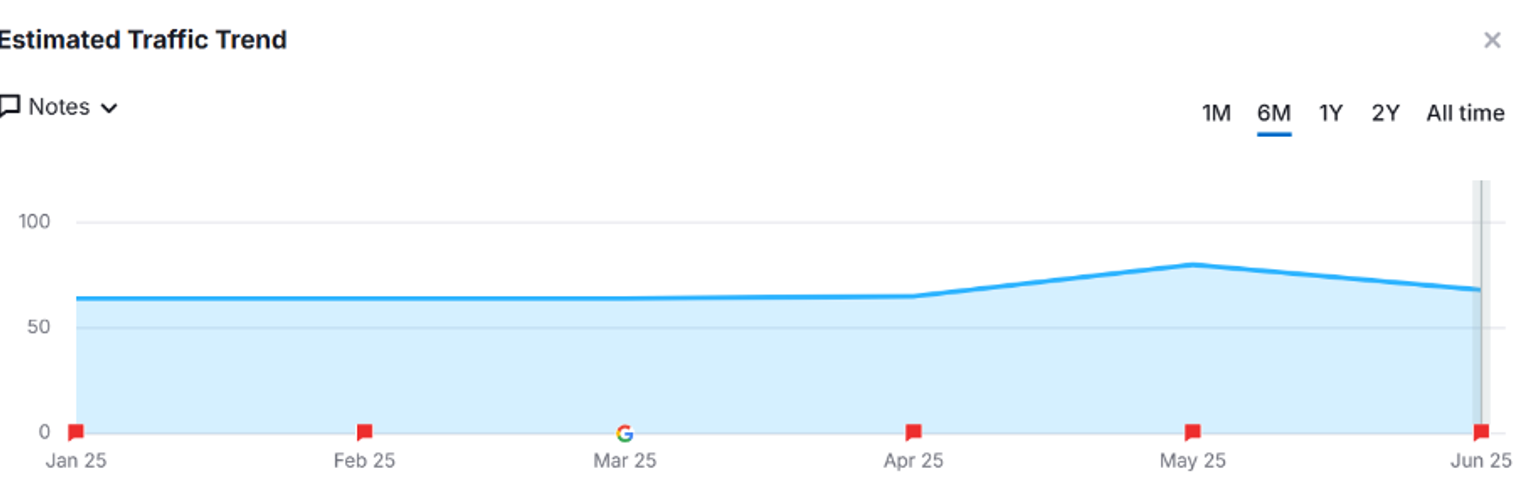 Estimated Traffic Trend
Notes
1M 6M 1Y 2Y All time
100
50
0
Jan 25 Feb 25 Mar 25 Apr 25 May 25 Jun 25